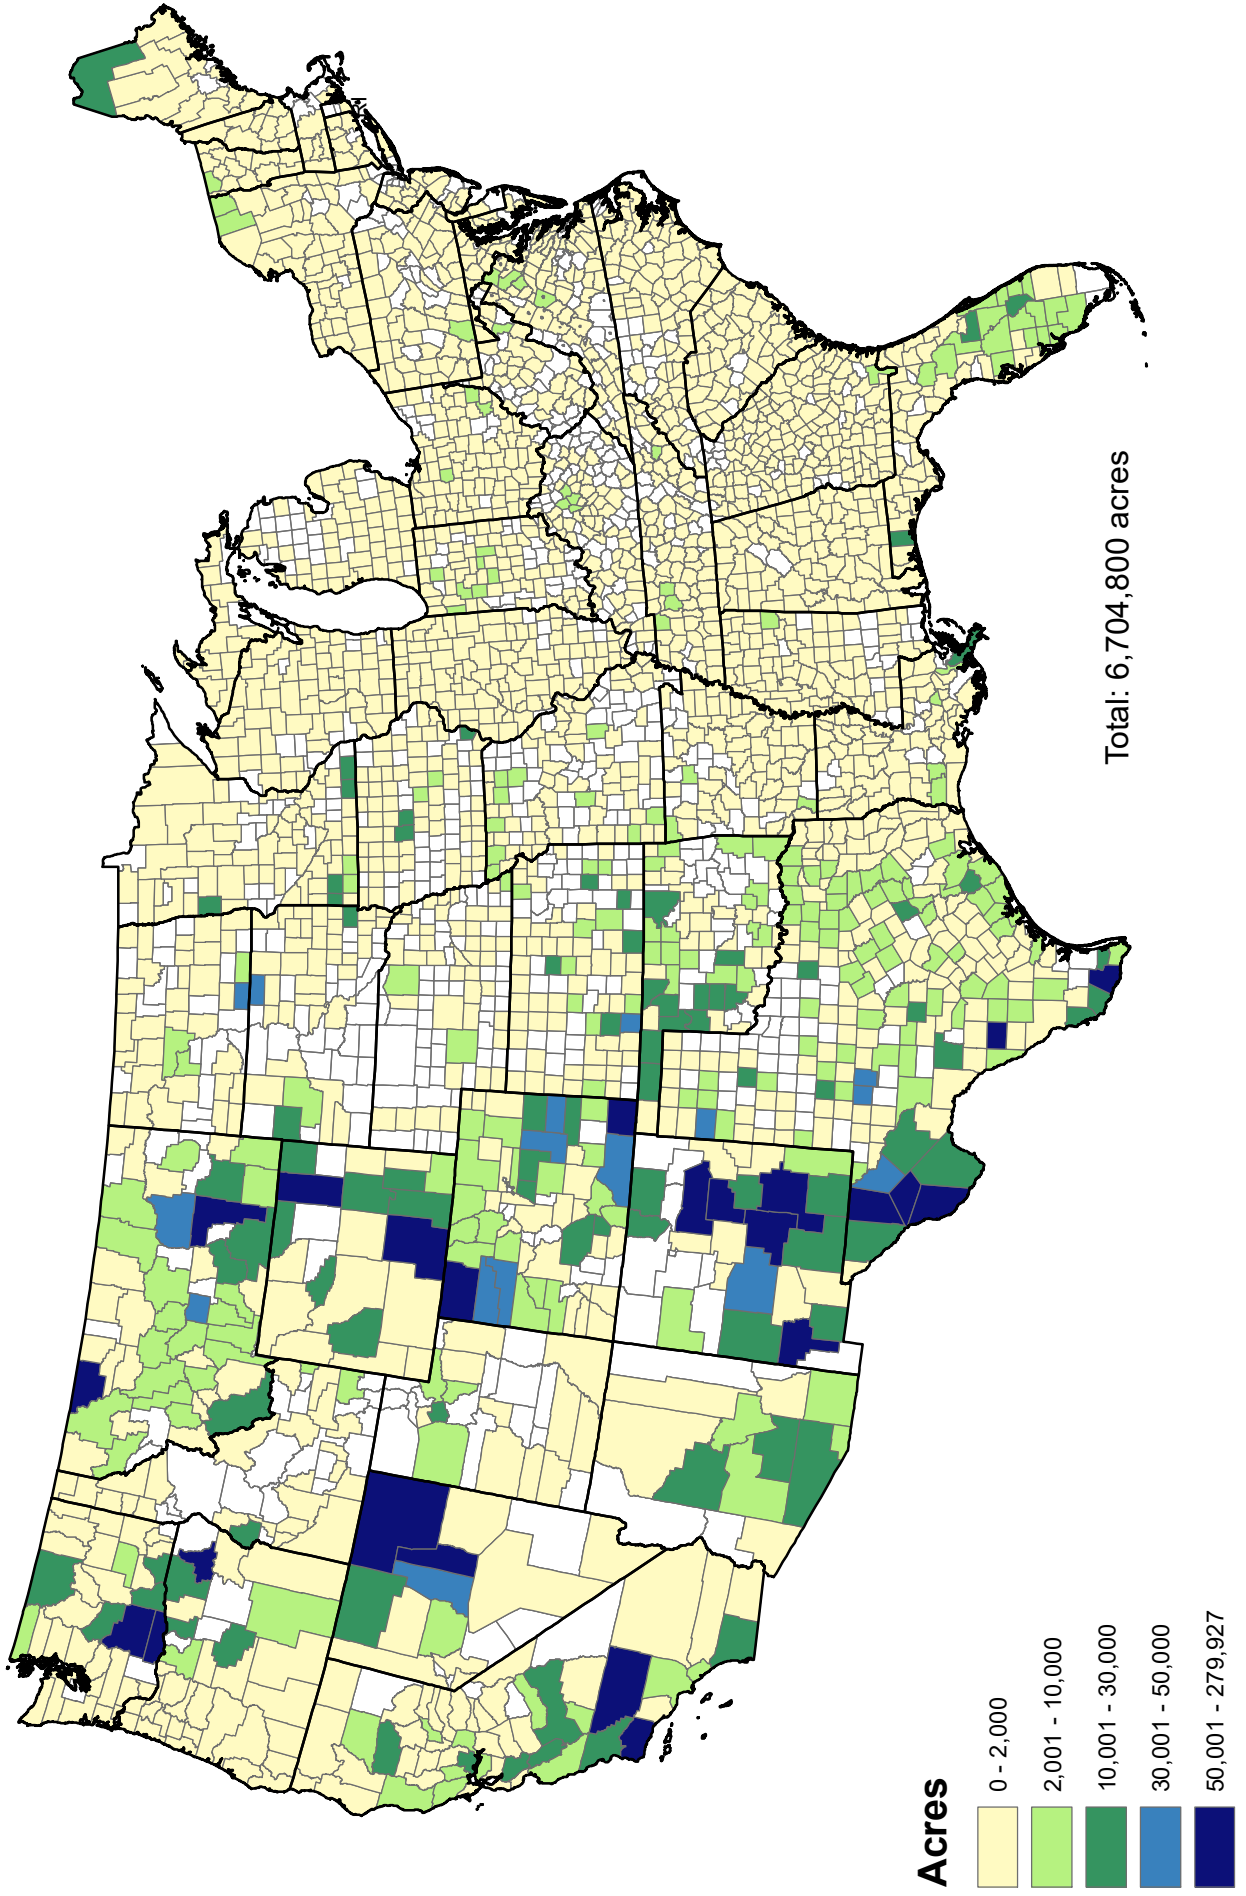 Total: 6,704,800 acres
Acres
0 - 2,000
2,001 - 10,000
10,001 - 30,000
30,001 - 50,000
50,001 - 279,927